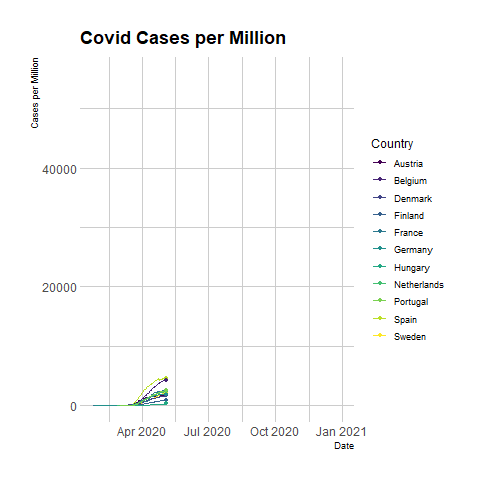 Covid Cases per Million
Cases per Million
40000
20000
0
Apr 2020 Jul 2020 Oct 2020 Jan 2021
Date
Country
Austria
Belgium
Denmark
Finland
France
Germany
Hungary
Netherlands
Portugal
Spain
Sweden